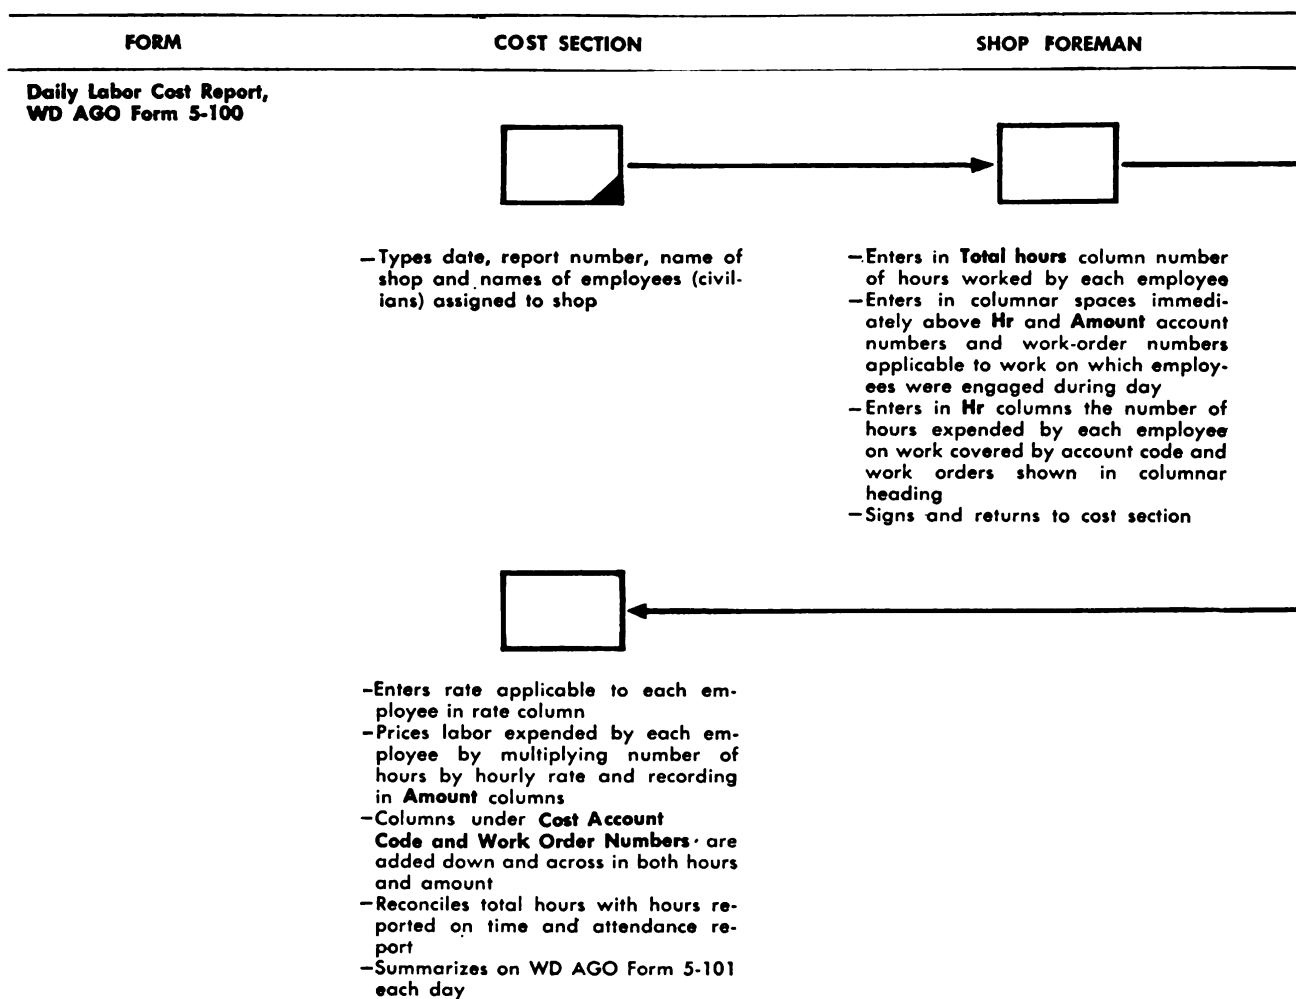 FORM
COST SECTION
SHOP FOREMAN
Daily Labor Cost Report,
WD AGO Form 5-100
—Types date, report number, name of
shop and names of employees (civil-
ians) assigned to shop
—Enters in Total hours column number
of hours worked by each employee
—Enters in columnar spaces immedi-
ately above Hr and Amount account
numbers and work-order numbers
applicable to work on which employ-
ees were engaged during day
—Enters in Hr columns the number of
hours expended by each employee
on work covered by account code and
work orders shown in columnar
heading
—Signs and returns to cost section
—Enters rate applicable to each em-
ployee in rate column
—Prices labor expended by each em-
ployee by multiplying number of
hours by hourly rate and recording
in Amount columns
—Columns under Cost Account
Code and Work Order Numbers are
added down and across in both hours
and amount
—Reconciles total hours with hours re-
ported on time and attendance re-
port
—Summarizes on WD AGO Form 5-101
each day